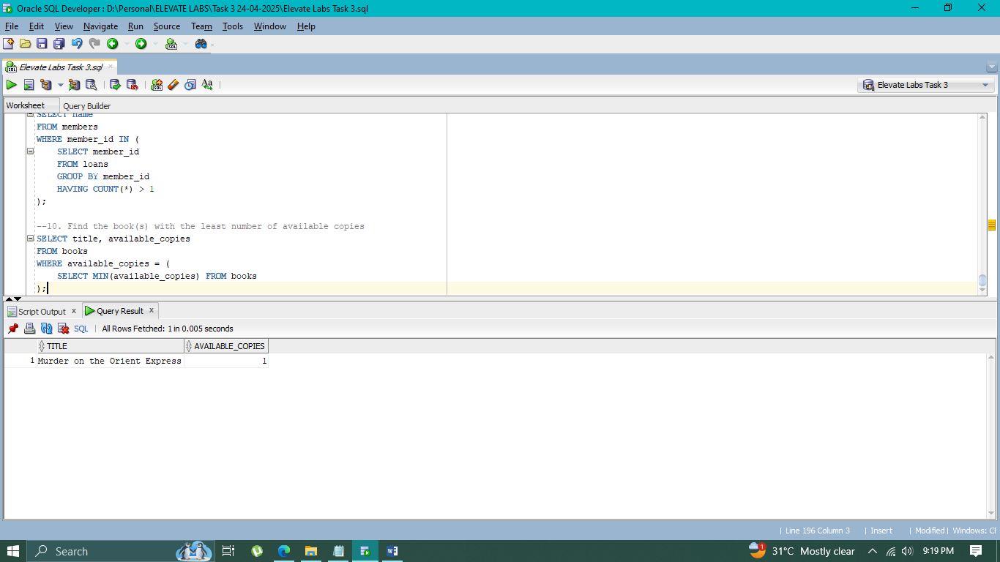 Oracle SQL Developer : D:\Personal\ELEVATE LABS\Task 3 24-04-2025\Elevate Labs Task 3.sql
File Edit View Navigate Run Source Team Tools Window Help
Elevate Labs Task 3.sql
Elevate Labs Task 3
Worksheet Query Builder
SELECT name
FROM members
WHERE member_id IN (
SELECT member_id
FROM loans
GROUP BY member_id
HAVING COUNT(*) > 1
);
--10. Find the book(s) with the least number of available copies
SELECT title, available_copies
FROM books
WHERE available_copies = (
SELECT MIN(available_copies) FROM books
);
Script Output x Query Result x
SQL | All Rows Fetched: 1 in 0.005 seconds
TITLE AVAILABLE_COPIES
1 Murder on the Orient Express 1
| Line 196 Column 3 | Insert | Modified | Windows: CF
Search 1 31°C Mostly clear 9:19 PM